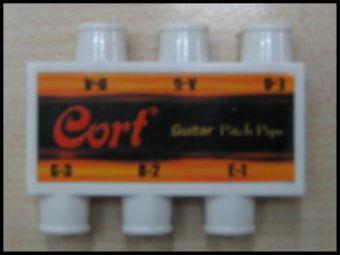 D-4 A-5 E-6
Cort Guitar Pitch Pipe
G-3 B-2 E-1